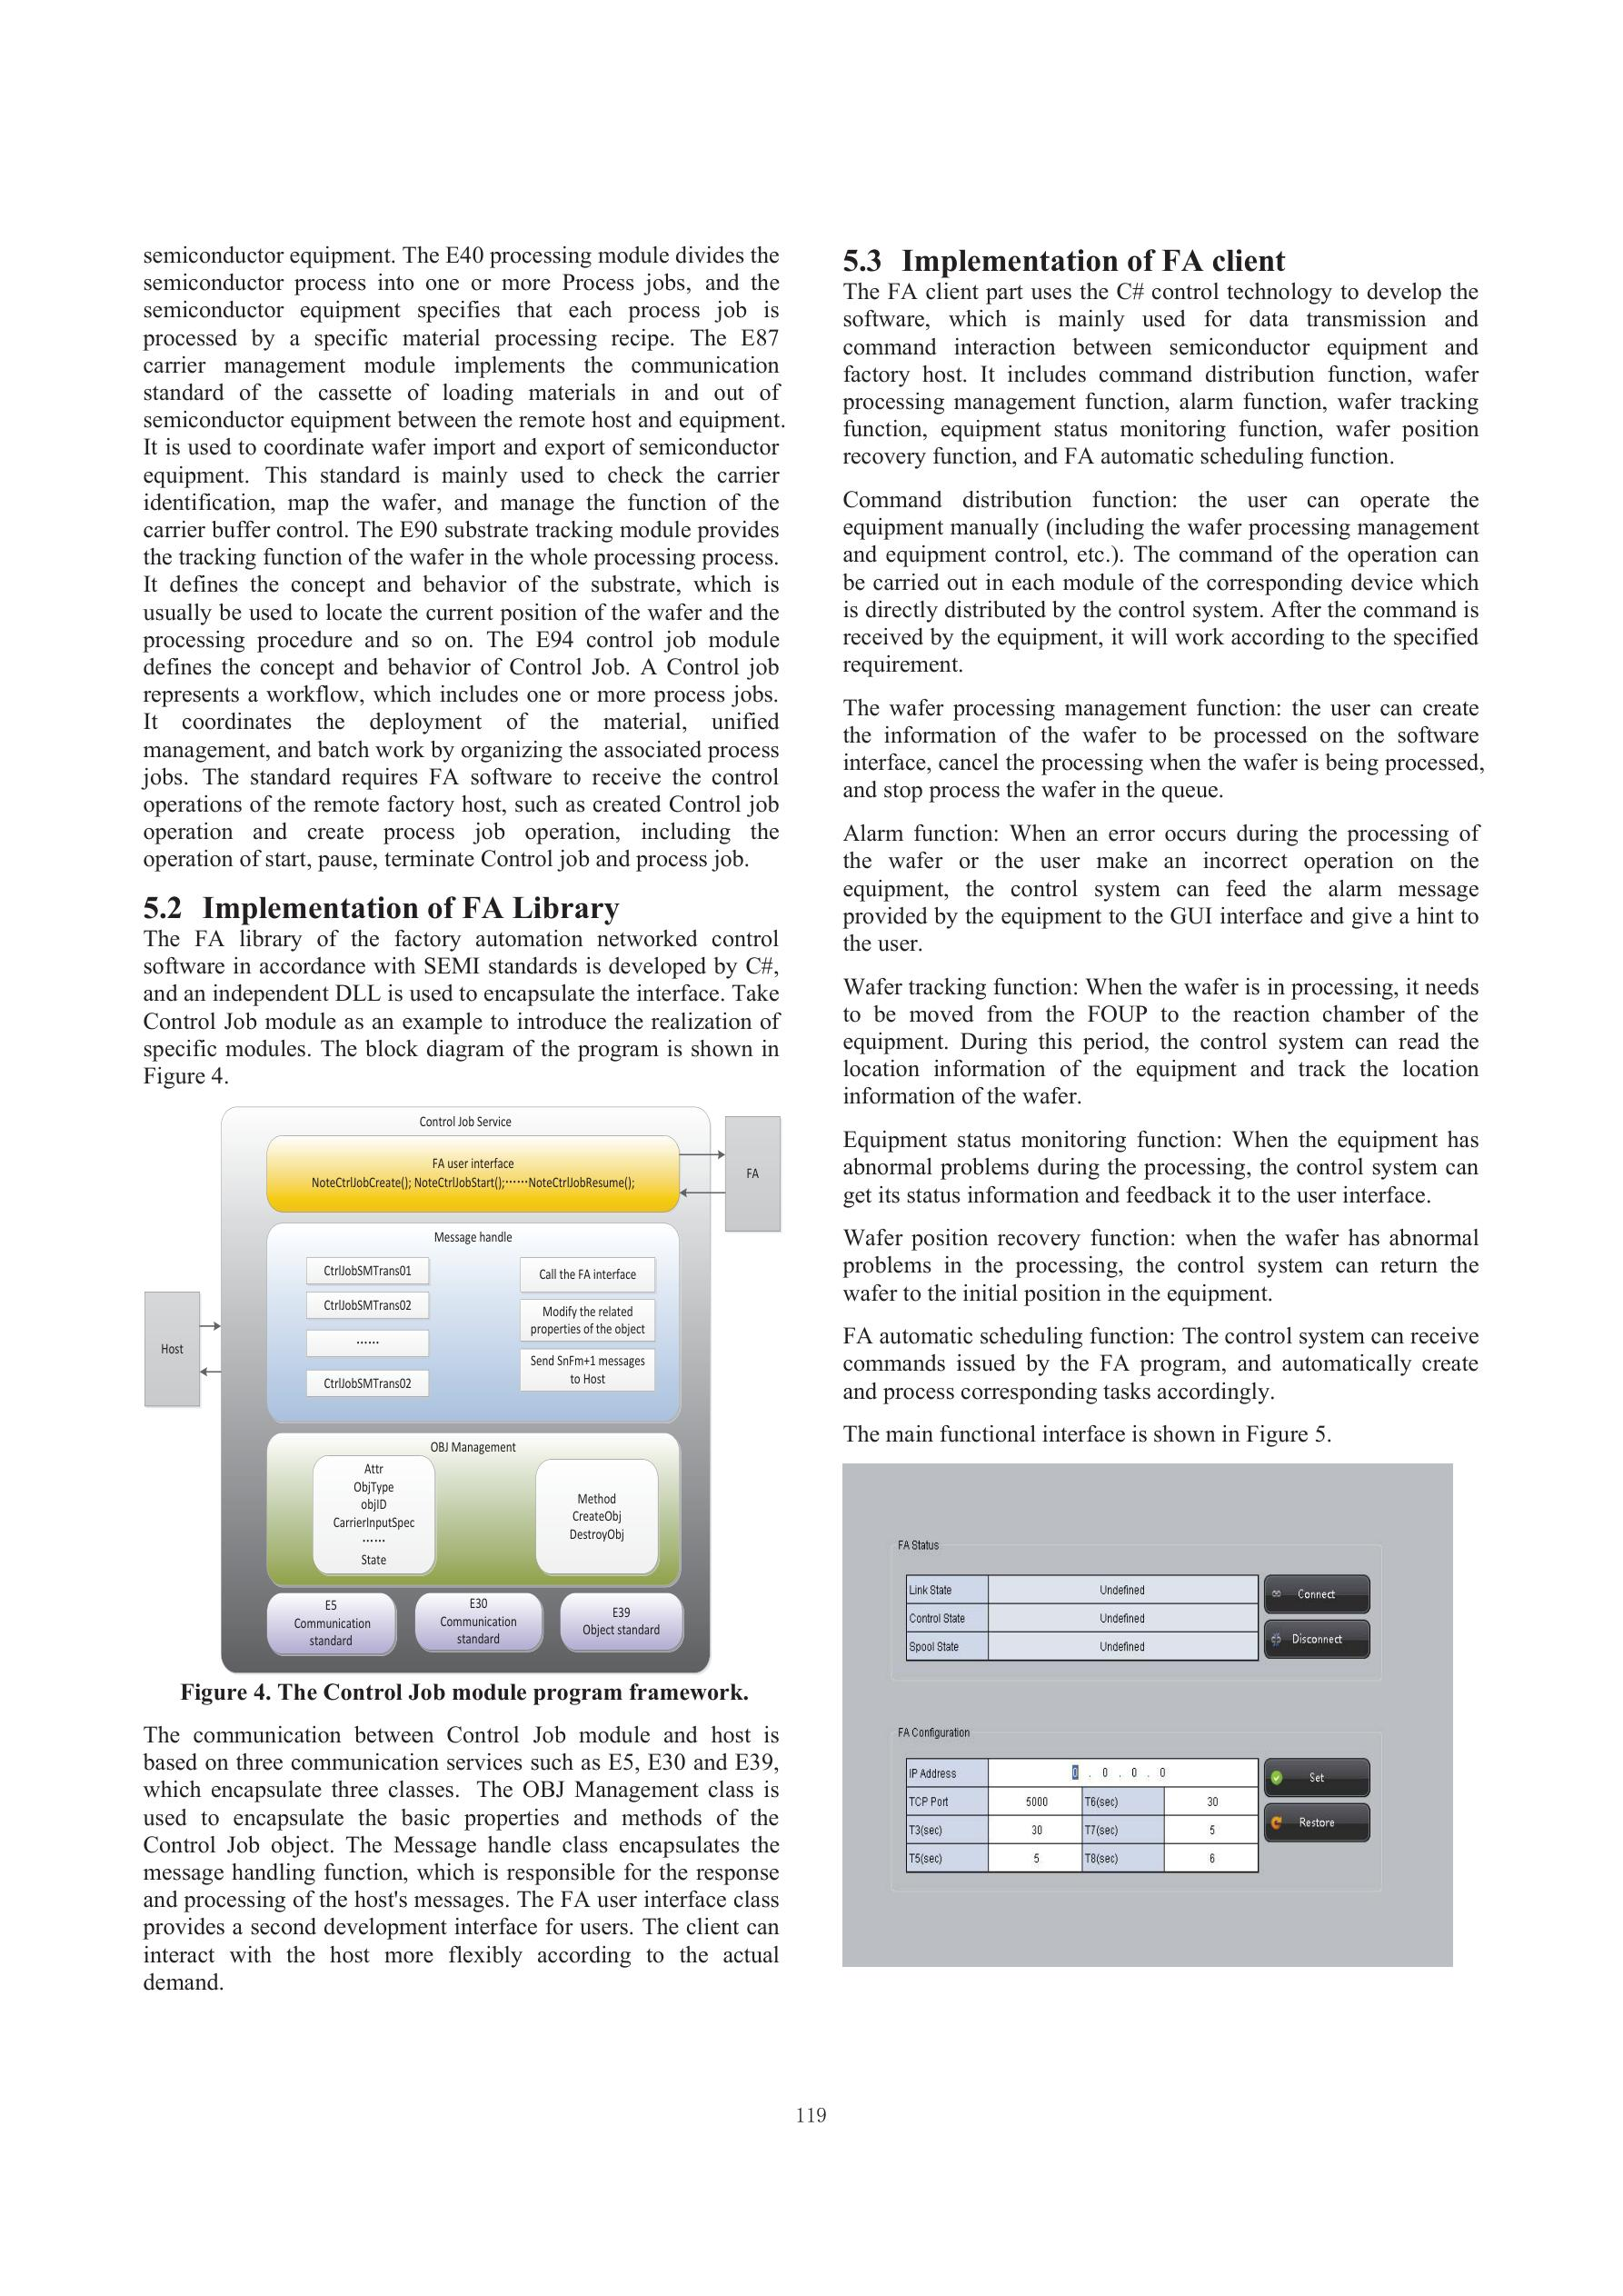 semiconductor equipment. The E40 processing module divides the
semiconductor process into one or more Process jobs, and the
semiconductor equipment specifies that each process job is
processed by a specific material processing recipe. The E87
carrier management module implements the communication
standard of the cassette of loading materials in and out of
semiconductor equipment between the remote host and equipment.
It is used to coordinate wafer import and export of semiconductor
equipment. This standard is mainly used to check the carrier
identification, map the wafer, and manage the function of the
carrier buffer control. The E90 substrate tracking module provides
the tracking function of the wafer in the whole processing process.
It defines the concept and behavior of the substrate, which is
usually be used to locate the current position of the wafer and the
processing procedure and so on. The E94 control job module
defines the concept and behavior of Control Job. A Control job
represents a workflow, which includes one or more process jobs.
It coordinates the deployment of the material, unified
management, and batch work by organizing the associated process
jobs. The standard requires FA software to receive the control
operations of the remote factory host, such as created Control job
operation and create process job operation, including the
operation of start, pause, terminate Control job and process job.
5.2 Implementation of FA Library
The FA library of the factory automation networked control
software in accordance with SEMI standards is developed by C#,
and an independent DLL is used to encapsulate the interface. Take
Control Job module as an example to introduce the realization of
specific modules. The block diagram of the program is shown in
Figure 4.
Control Job Service
FA user interface
NoteCtrlJobCreate(); NoteCtrlJobStart();······NoteCtrlJobResume();
FA
Message handle
CtrlJobSMTrans01
CtrlJobSMTrans02
······
CtrlJobSMTrans02
Call the FA interface
Modify the related
properties of the object
Send SnFm+1 messages
to Host
Host
OBJ Management
Attr
ObjType
objID
CarrierInputSpec
······
State
Method
CreateObj
DestroyObj
E5
Communication
standard
E30
Communication
standard
E39
Object standard
Figure 4. The Control Job module program framework.
The communication between Control Job module and host is
based on three communication services such as E5, E30 and E39,
which encapsulate three classes. The OBJ Management class is
used to encapsulate the basic properties and methods of the
Control Job object. The Message handle class encapsulates the
message handling function, which is responsible for the response
and processing of the host's messages. The FA user interface class
provides a second development interface for users. The client can
interact with the host more flexibly according to the actual
demand.
5.3 Implementation of FA client
The FA client part uses the C# control technology to develop the
software, which is mainly used for data transmission and
command interaction between semiconductor equipment and
factory host. It includes command distribution function, wafer
processing management function, alarm function, wafer tracking
function, equipment status monitoring function, wafer position
recovery function, and FA automatic scheduling function.
Command distribution function: the user can operate the
equipment manually (including the wafer processing management
and equipment control, etc.). The command of the operation can
be carried out in each module of the corresponding device which
is directly distributed by the control system. After the command is
received by the equipment, it will work according to the specified
requirement.
The wafer processing management function: the user can create
the information of the wafer to be processed on the software
interface, cancel the processing when the wafer is being processed,
and stop process the wafer in the queue.
Alarm function: When an error occurs during the processing of
the wafer or the user make an incorrect operation on the
equipment, the control system can feed the alarm message
provided by the equipment to the GUI interface and give a hint to
the user.
Wafer tracking function: When the wafer is in processing, it needs
to be moved from the FOUP to the reaction chamber of the
equipment. During this period, the control system can read the
location information of the equipment and track the location
information of the wafer.
Equipment status monitoring function: When the equipment has
abnormal problems during the processing, the control system can
get its status information and feedback it to the user interface.
Wafer position recovery function: when the wafer has abnormal
problems in the processing, the control system can return the
wafer to the initial position in the equipment.
FA automatic scheduling function: The control system can receive
commands issued by the FA program, and automatically create
and process corresponding tasks accordingly.
The main functional interface is shown in Figure 5.
FA Status
Link State Undefined Connect
Control State Undefined
Spool State Undefined Disconnect
FA Configuration
IP Address 0 . 0 . 0 . 0 Set
TCP Port 5000 T6(sec) 30
T3(sec) 30 T7(sec) 5 Restore
T5(sec) 5 T8(sec) 6
119